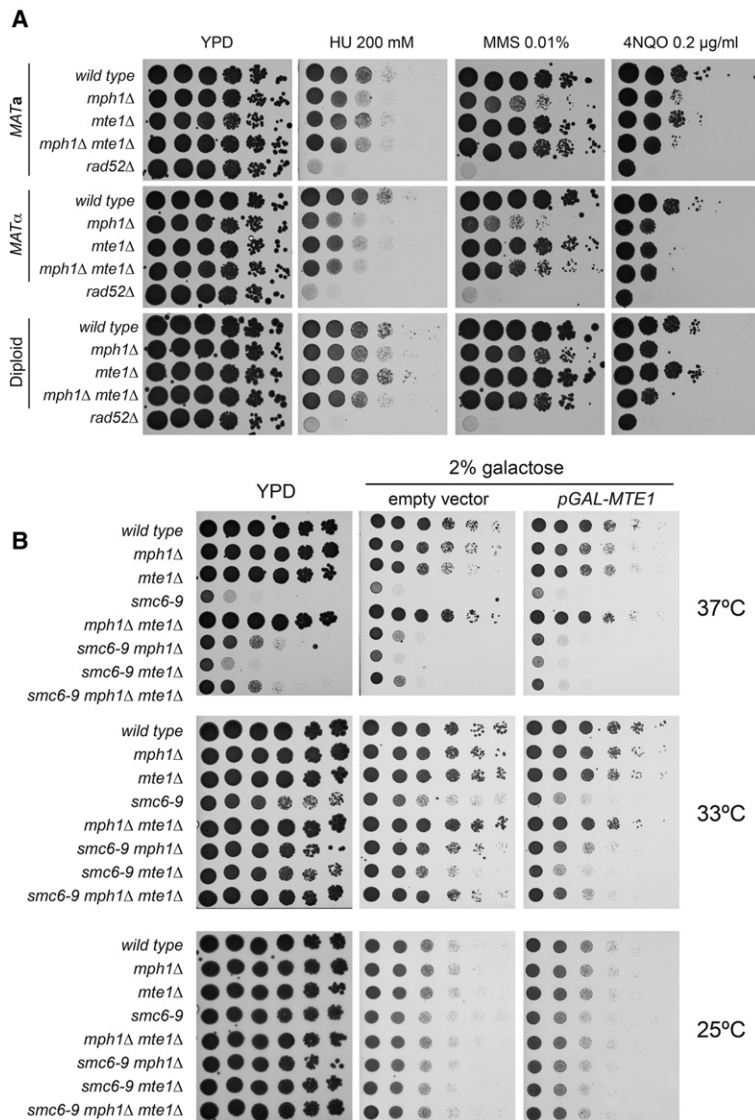 A
YPD HU 200 mM MMS 0.01% 4NQO 0.2 µg/ml
MATa
wild type
mph1Δ
mte1Δ
mph1Δ mte1Δ
rad52Δ
MATα
wild type
mph1Δ
mte1Δ
mph1Δ mte1Δ
rad52Δ
Diploid
wild type
mph1Δ
mte1Δ
mph1Δ mte1Δ
rad52Δ
2% galactose
YPD empty vector pGAL-MTE1
B
wild type
mph1Δ
mte1Δ
smc6-9
mph1Δ mte1Δ
smc6-9 mph1Δ
smc6-9 mte1Δ
smc6-9 mph1Δ mte1Δ
37ºC
wild type
mph1Δ
mte1Δ
smc6-9
mph1Δ mte1Δ
smc6-9 mph1Δ
smc6-9 mte1Δ
smc6-9 mph1Δ mte1Δ
33ºC
wild type
mph1Δ
mte1Δ
smc6-9
mph1Δ mte1Δ
smc6-9 mph1Δ
smc6-9 mte1Δ
smc6-9 mph1Δ mte1Δ
25ºC